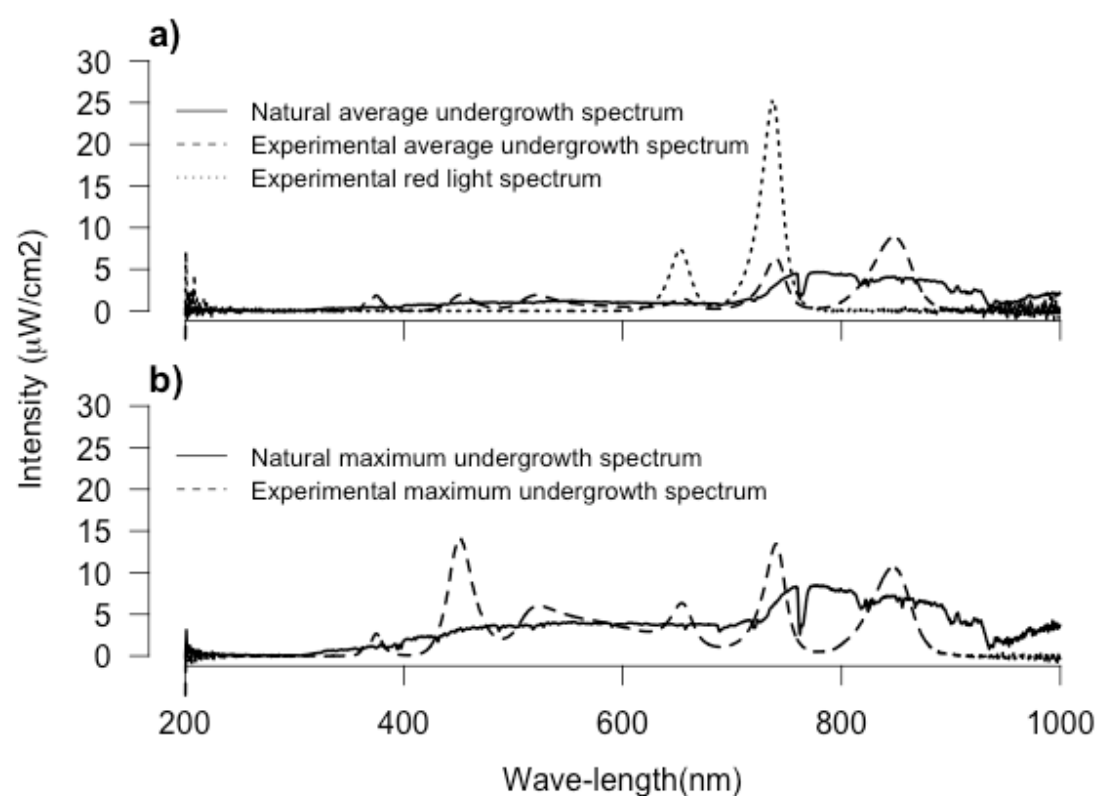 a)
30
25
20
15
10
5
0
Natural average undergrowth spectrum
Experimental average undergrowth spectrum
Experimental red light spectrum
Intensity (μW/cm2)
b)
30
25
20
15
10
5
0
Natural maximum undergrowth spectrum
Experimental maximum undergrowth spectrum
200 400 600 800 1000
Wave-length(nm)